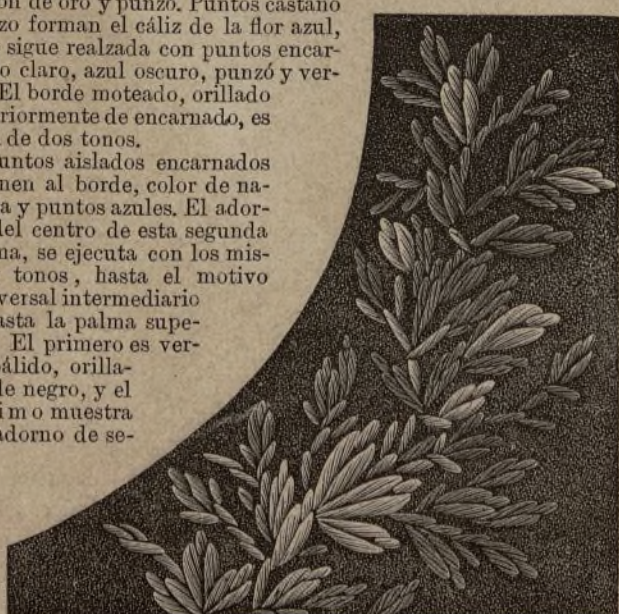 ón de oro y punzó. Puntos castaño
zo forman el cáliz de la flor azul,
sigue realzada con puntos encar-
o claro, azul oscuro, punzó y ver-
El borde moteado, orillado
riormente de encarnado, es
de dos tonos.
untos aislados encarnados
nen al borde, color de na-
a y puntos azules. El ador-
del centro de esta segunda
na, se ejecuta con los mis-
tonos, hasta el motivo
versal intermediario
asta la palma supe-
El primero es ver-
álido, orilla-
de negro, y el
imo muestra
adorno de se-